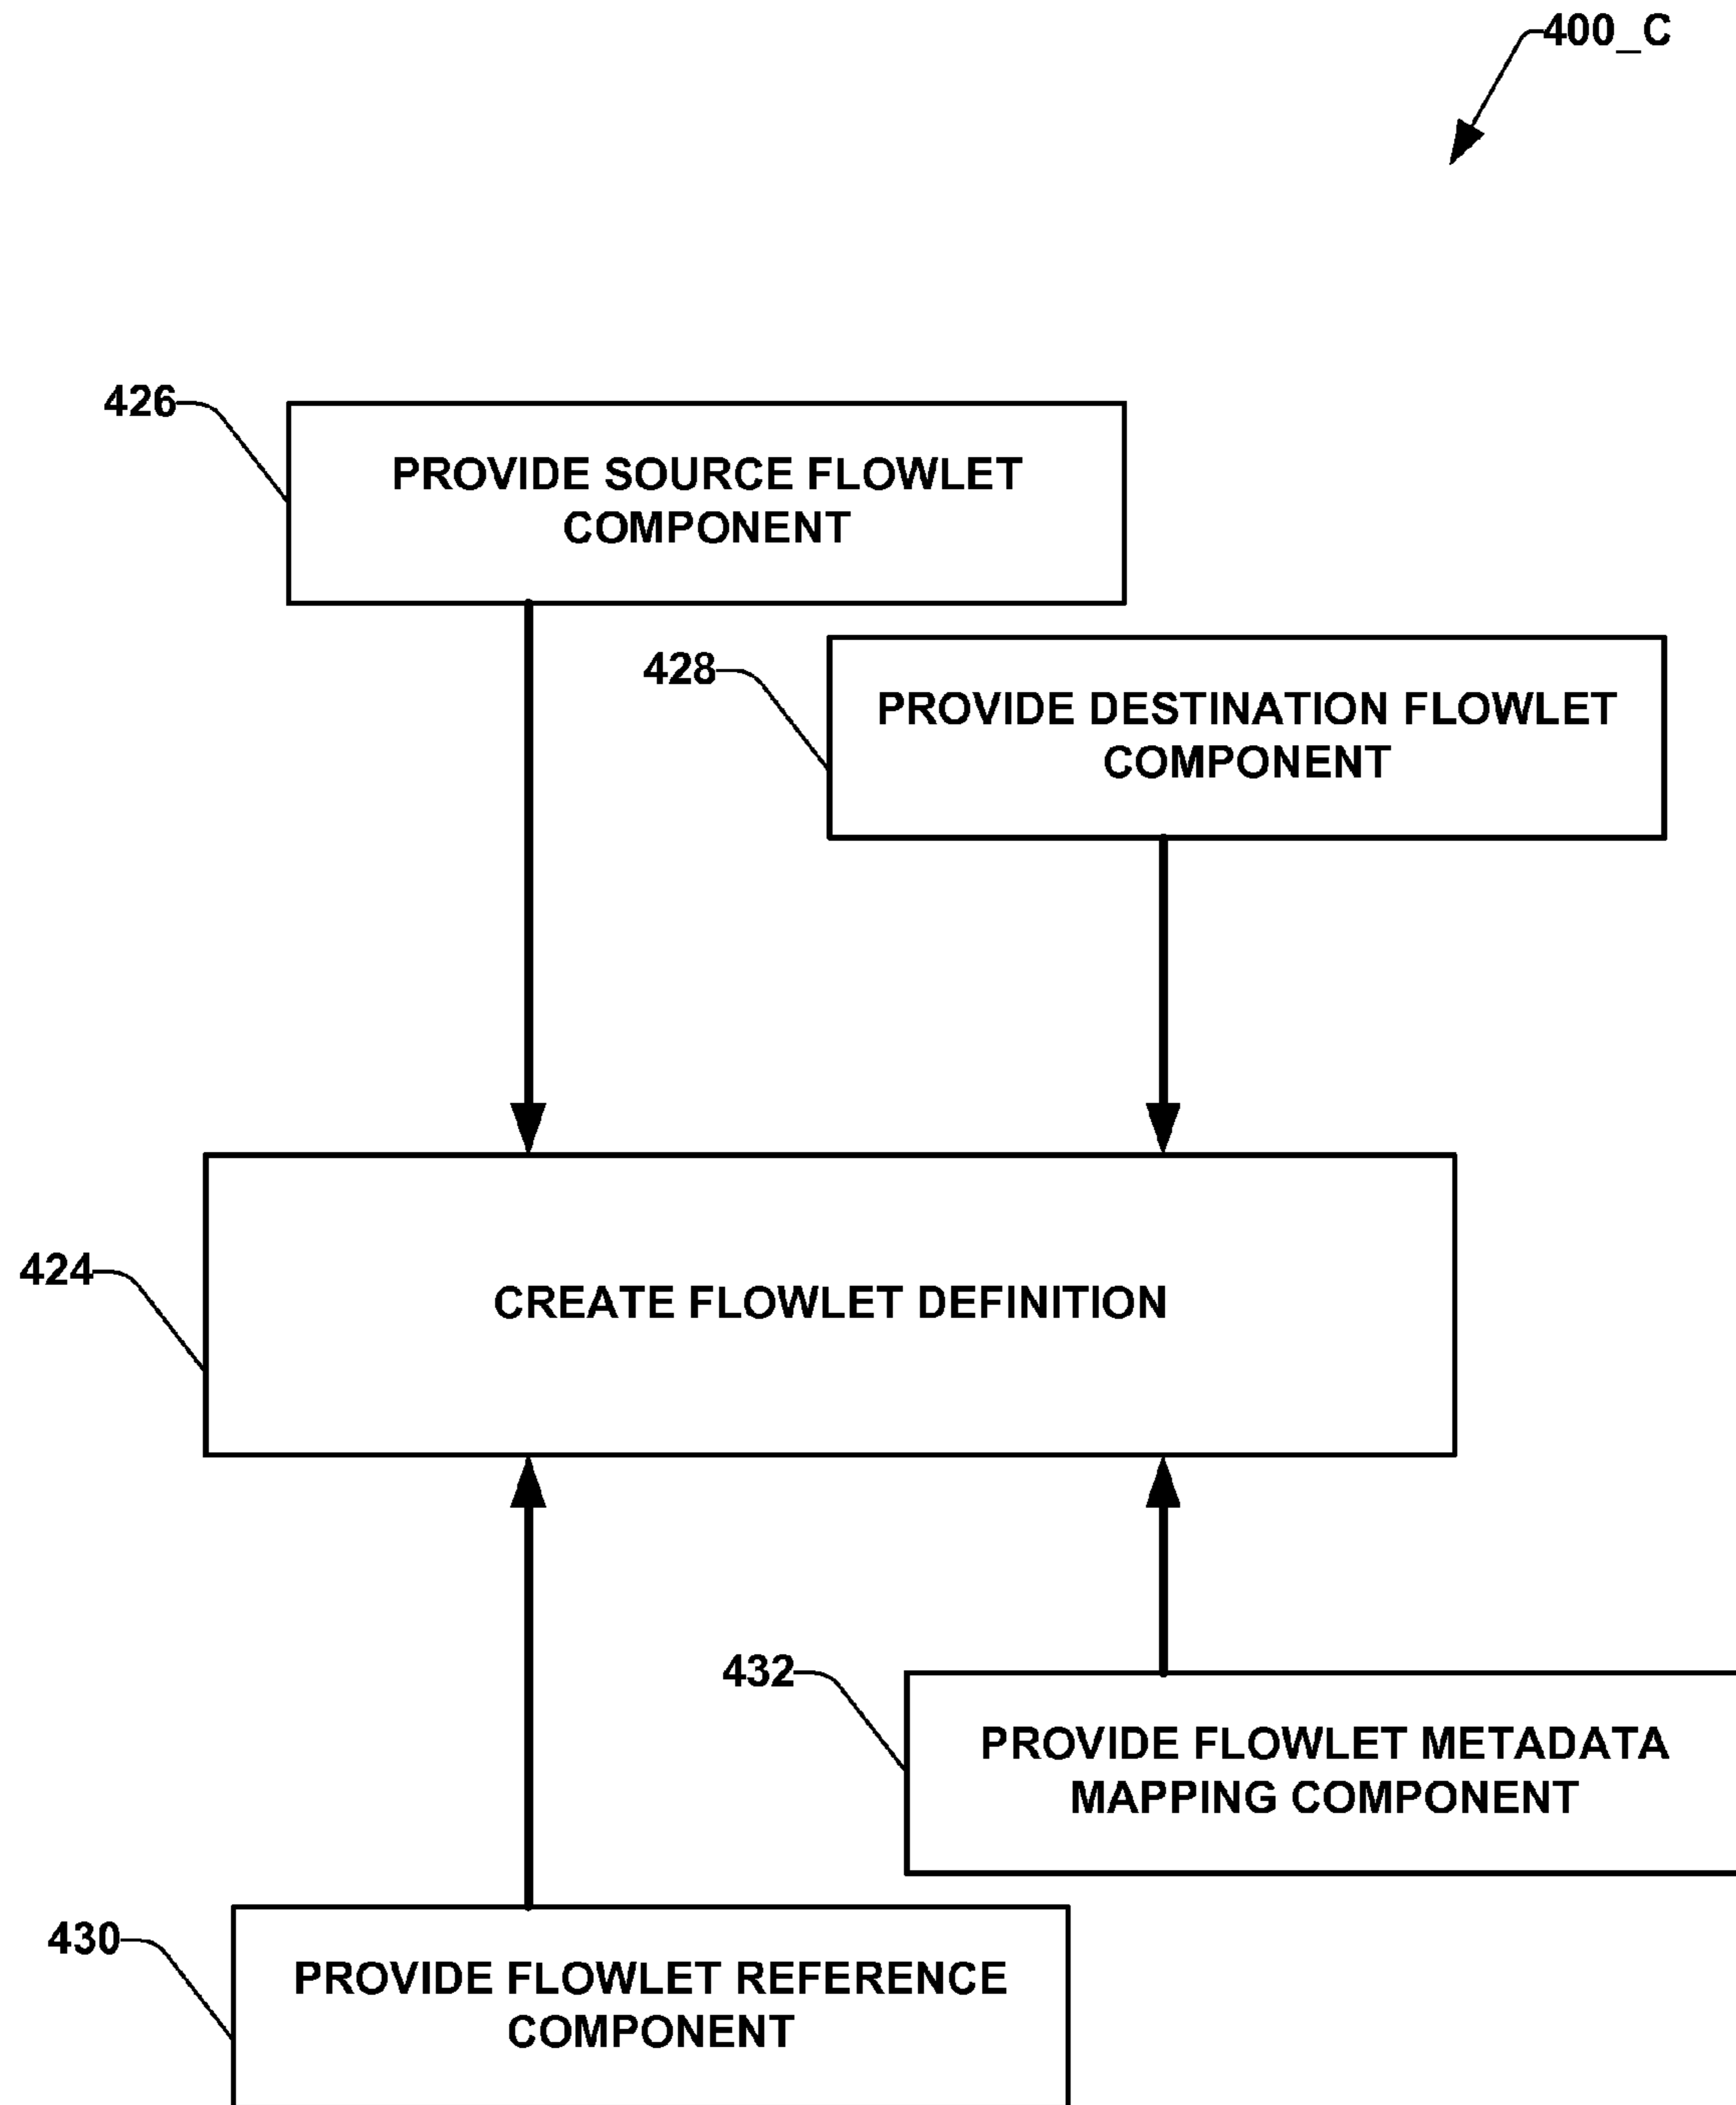 400_C
426
PROVIDE SOURCE FLOWLET
COMPONENT
428
PROVIDE DESTINATION FLOWLET
COMPONENT
424
CREATE FLOWLET DEFINITION
432
PROVIDE FLOWLET METADATA
MAPPING COMPONENT
430
PROVIDE FLOWLET REFERENCE
COMPONENT